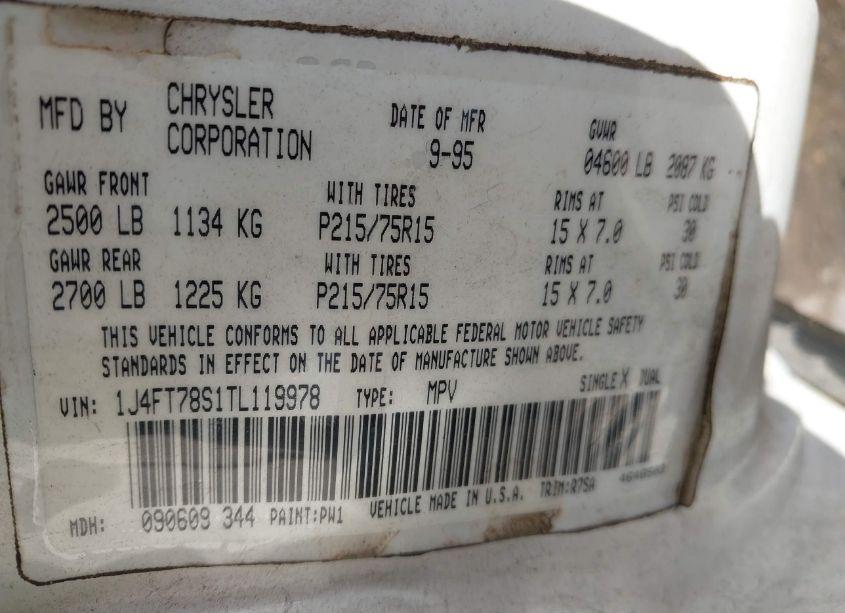 MFD BY CHRYSLER CORPORATION DATE OF MFR 9-95 GVWR 04600 LB 2087 KG
GAWR FRONT WITH TIRES RIMS AT PSI COLD
2500 LB 1134 KG P215/75R15 15 X 7.0 30
GAWR REAR WITH TIRES RIMS AT PSI COLD
2700 LB 1225 KG P215/75R15 15 X 7.0 30
THIS VEHICLE CONFORMS TO ALL APPLICABLE FEDERAL MOTOR VEHICLE SAFETY
STANDARDS IN EFFECT ON THE DATE OF MANUFACTURE SHOWN ABOVE.
VIN: 1J4FT78S1TL119978 TYPE: MPV SINGLE X DUAL
MDH: 090609 344 PAINT:PW1 VEHICLE MADE IN U.S.A. TRIM:R7SA